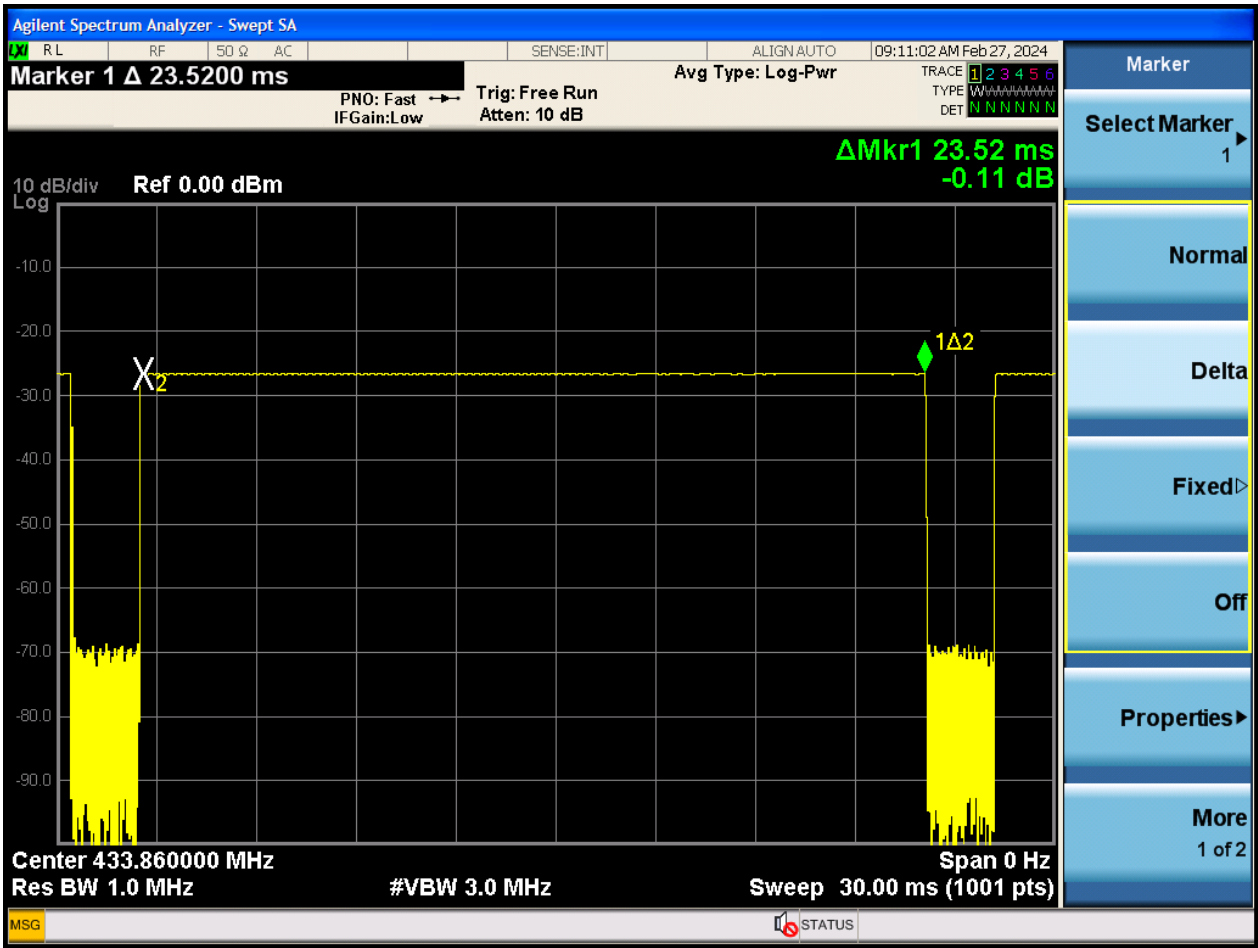 Agilent Spectrum Analyzer - Swept SA
LXI RL RF 50 Ω AC SENSE:INT ALIGN AUTO 09:11:02 AM Feb 27, 2024
Marker 1 Δ 23.5200 ms
PNO: Fast
IFGain:Low
Trig: Free Run
Atten: 10 dB
Avg Type: Log-Pwr
TRACE 1 2 3 4 5 6
TYPE WWWWWW
DET N N N N N N
ΔMkr1 23.52 ms
-0.11 dB
10 dB/div Ref 0.00 dBm
Log
-10.0
-20.0
-30.0
-40.0
-50.0
-60.0
-70.0
-80.0
-90.0
X2
1Δ2
Center 433.860000 MHz Span 0 Hz
Res BW 1.0 MHz #VBW 3.0 MHz Sweep 30.00 ms (1001 pts)
MSG STATUS
Marker
Select Marker
1
Normal
Delta
Fixed
Off
Properties
More
1 of 2